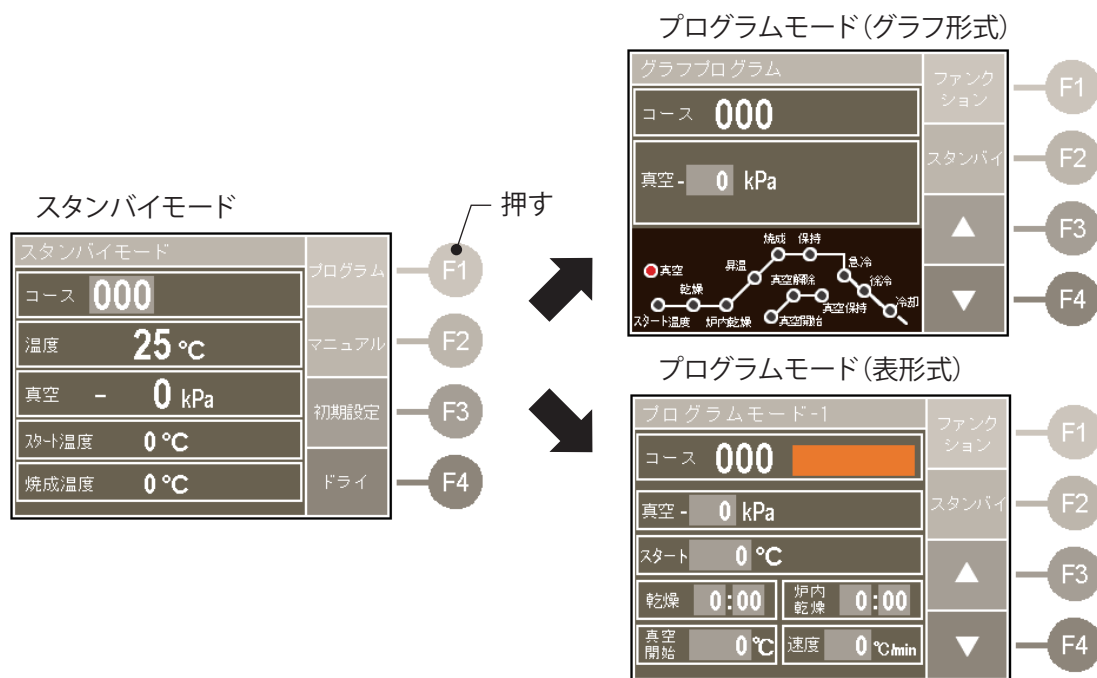 プログラムモード（グラフ形式）
グラフプログラム
コース 000
真空 - 0 kPa
真空
スタート温度
乾燥
炉内乾燥
昇温
焼成
保持
急冷
徐冷
冷却
真空開始
真空解除
真空保持
ファンク
ション
スタンバイ
▲
▼
F1
F2
F3
F4
スタンバイモード
押す
スタンバイモード
コース 000
温度 25 ℃
真空 - 0 kPa
スタート温度 0 ℃
焼成温度 0 ℃
プログラム
マニュアル
初期設定
ドライ
F1
F2
F3
F4
プログラムモード（表形式）
プログラムモード-1
コース 000
真空 - 0 kPa
スタート 0 ℃
乾燥 0:00
炉内
乾燥 0:00
真空
開始 0 ℃
速度 0 ℃/min
ファンク
ション
スタンバイ
▲
▼
F1
F2
F3
F4